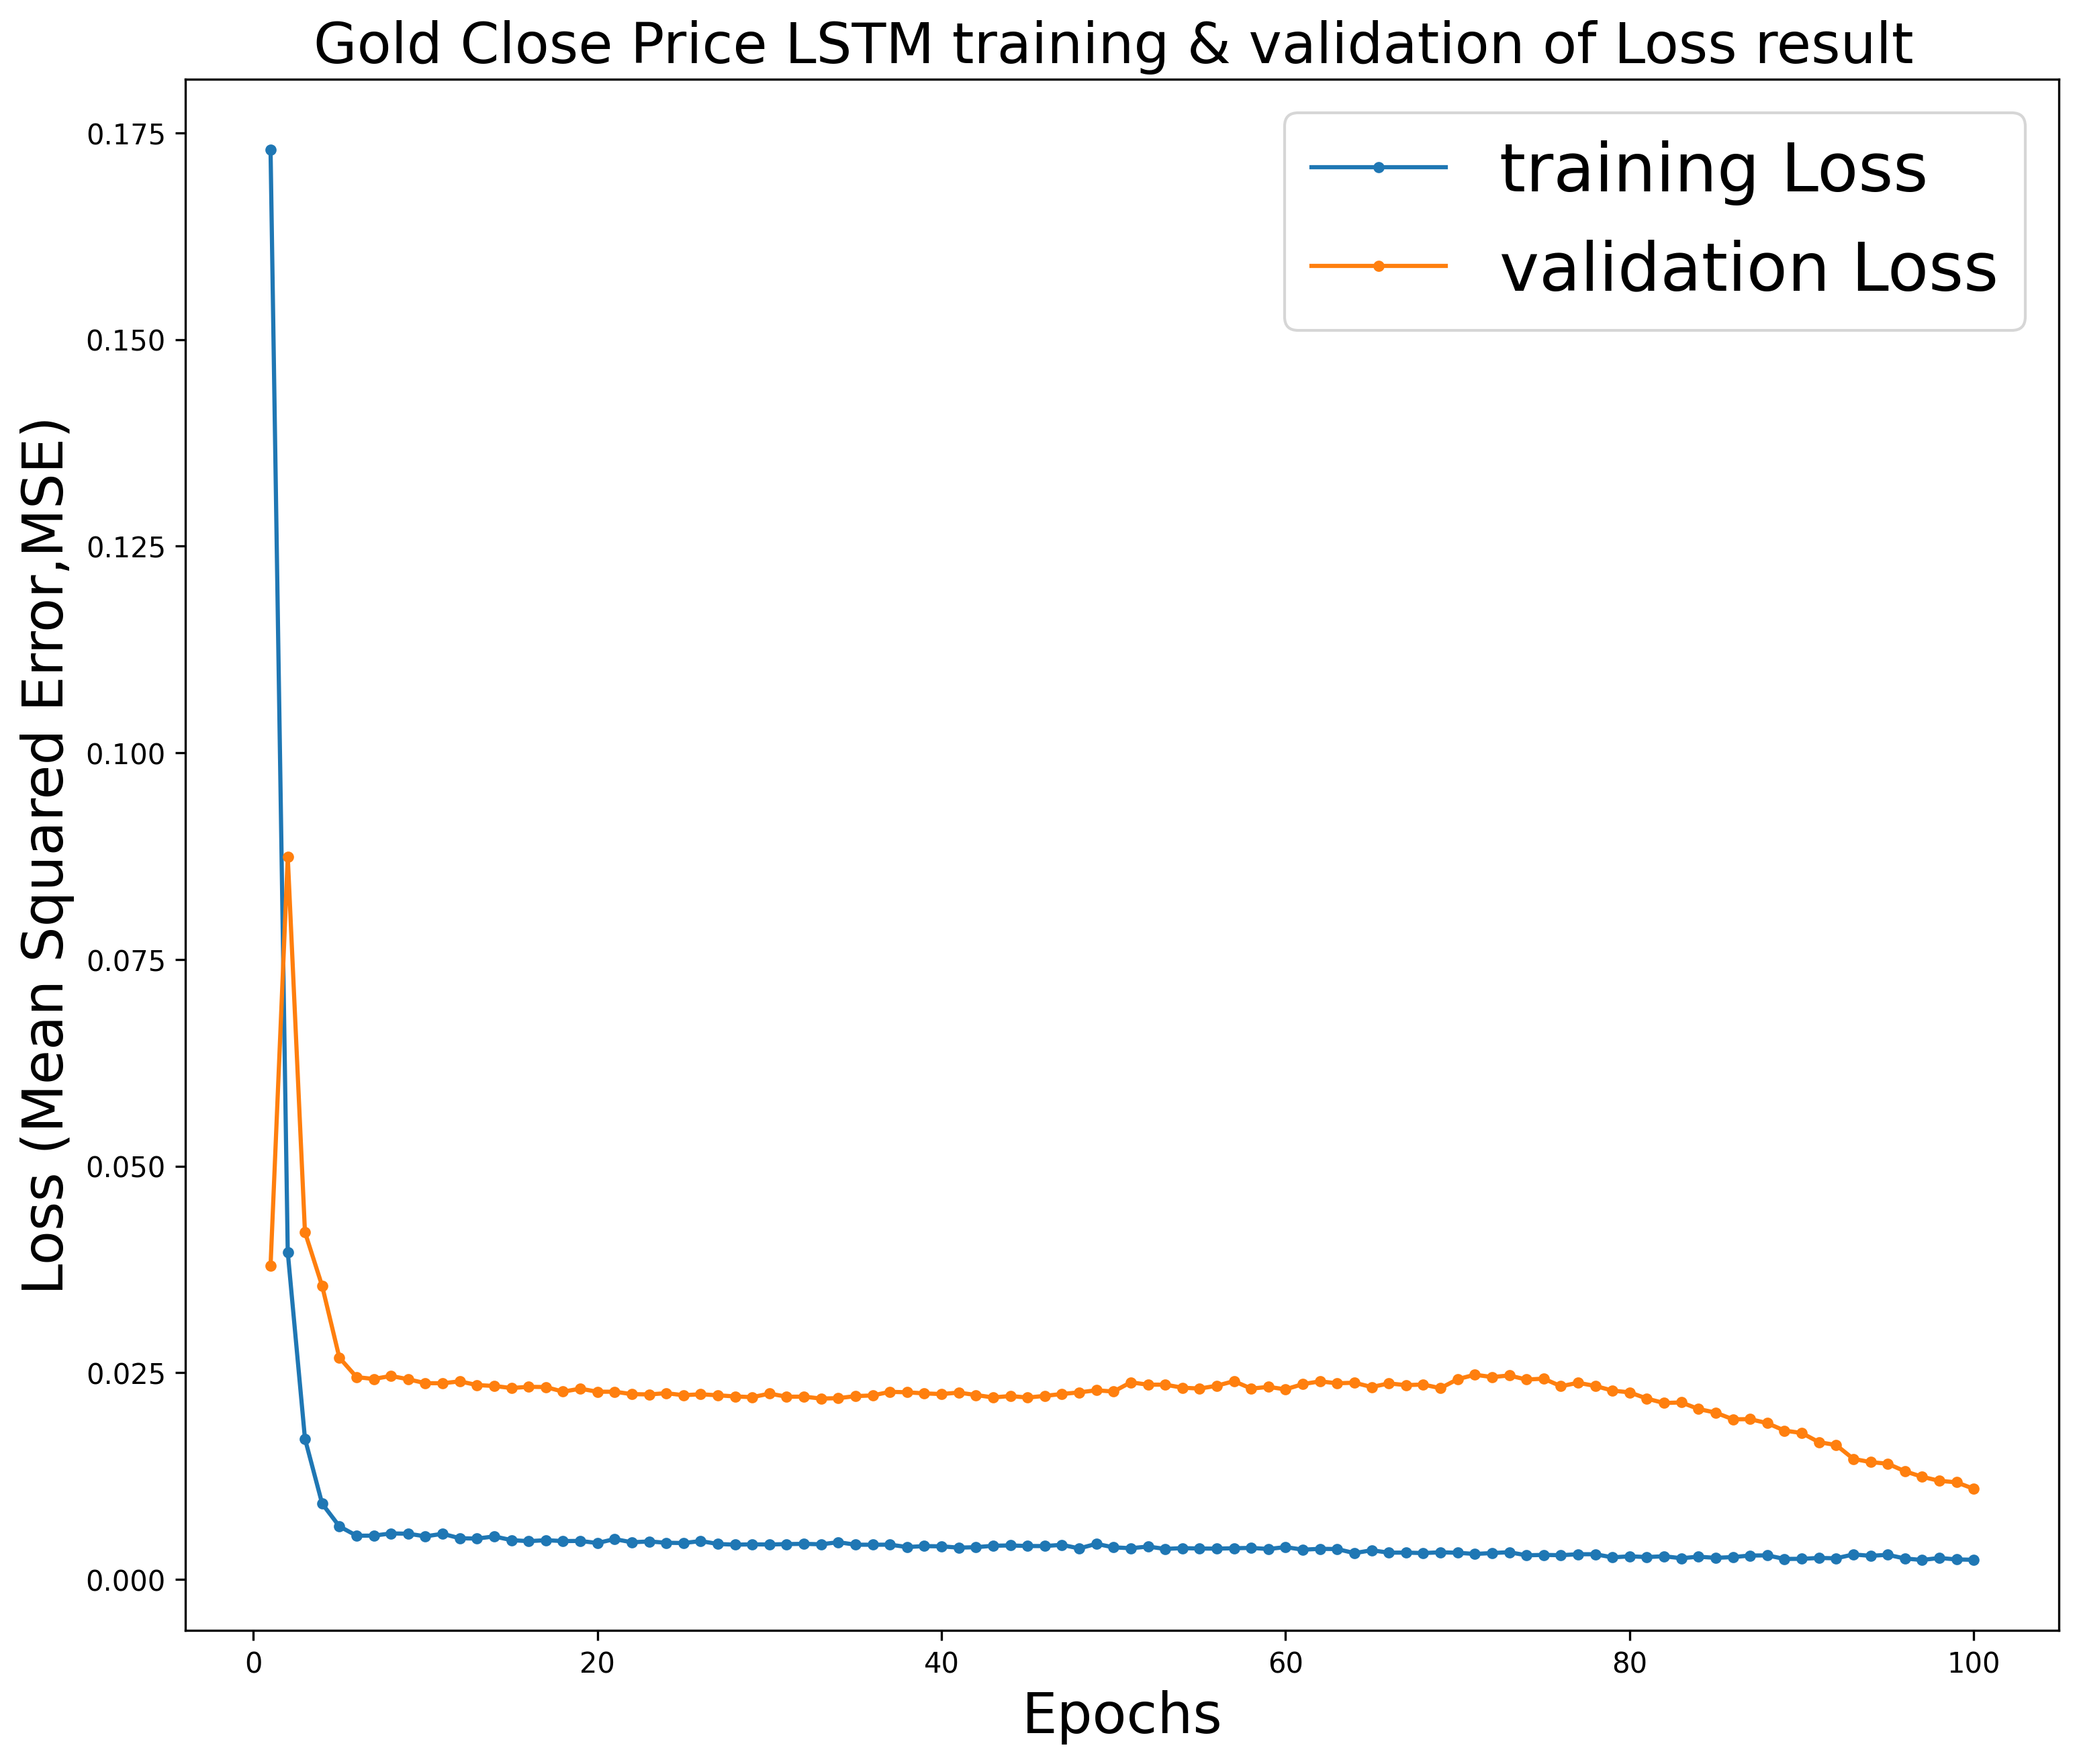 Gold Close Price LSTM training & validation of Loss result
training Loss
validation Loss
Loss (Mean Squared Error,MSE)
0.175
0.150
0.125
0.100
0.075
0.050
0.025
0.000
0 20 40 60 80 100
Epochs